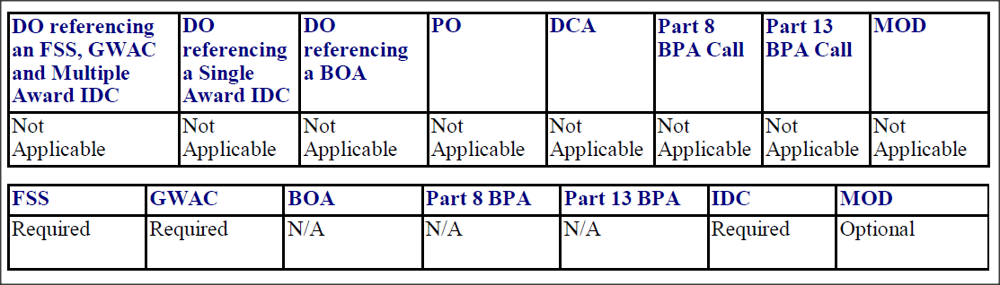 DO referencing an FSS, GWAC and Multiple Award IDC
DO referencing a Single Award IDC
DO referencing a BOA
PO
DCA
Part 8 BPA Call
Part 13 BPA Call
MOD
Not Applicable
Not Applicable
Not Applicable
Not Applicable
Not Applicable
Not Applicable
Not Applicable
Not Applicable
FSS
GWAC
BOA
Part 8 BPA
Part 13 BPA
IDC
MOD
Required
Required
N/A
N/A
N/A
Required
Optional